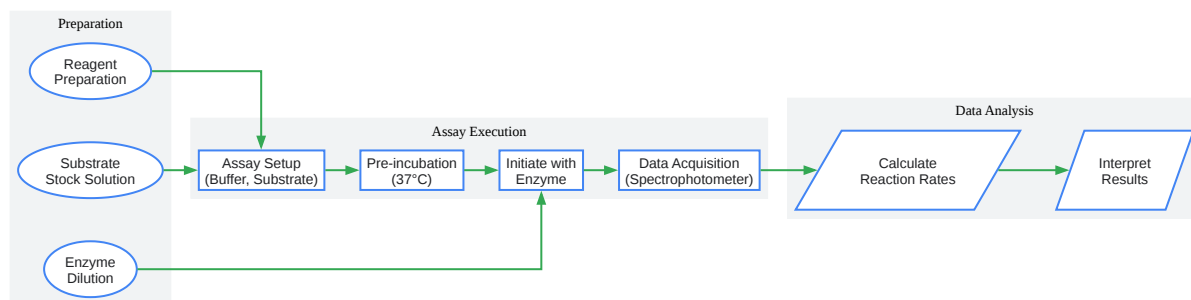 Preparation
Reagent
Preparation
Substrate
Stock Solution
Enzyme
Dilution
Assay Execution
Assay Setup
(Buffer, Substrate)
Pre-incubation
(37°C)
Initiate with
Enzyme
Data Acquisition
(Spectrophotometer)
Data Analysis
Calculate
Reaction Rates
Interpret
Results